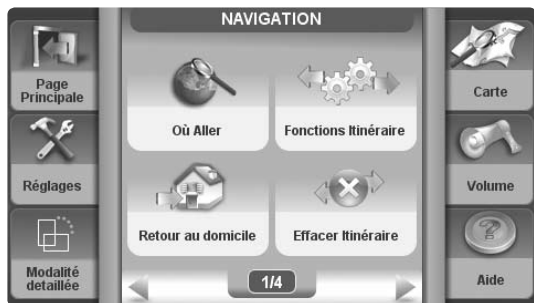 NAVIGATION
Page
Principale
Où Aller
Fonctions Itinéraire
Carte
Réglages
Volume
Retour au domicile
Effacer Itinéraire
Modalité
detaillée
1/4
Aide